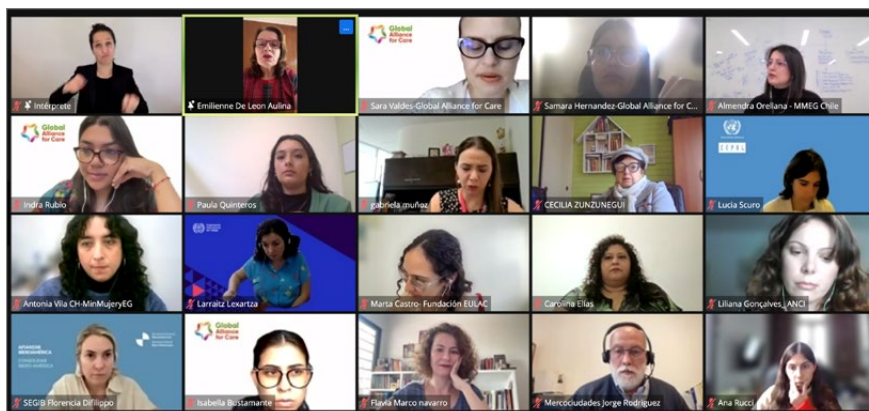 Intérprete
Emilienne De Leon Aulina
Global Alliance for Care
Sara Valdes-Global Alliance for Care
Samara Hernandez-Global Alliance for C...
Almendra Orellana - MMEG Chile
Global Alliance for Care
Indra Rubio
Paula Quinteros
gabriela muñoz
CECILIA ZUNZUNEGUI
CEPAL
Lucía Scuro
Antonia Vila CH-MinMujeryEG
Larraitz Lexartza
Marta Castro- Fundación EULAC
Carolina Elias
Liliana Gonçalves_ANCI
SEGIB Florencia Difilippo
Global Alliance for Care
Isabella Bustamante
Flavia Marco navarro
Mercociudades Jorge Rodriguez
Ana Rucci